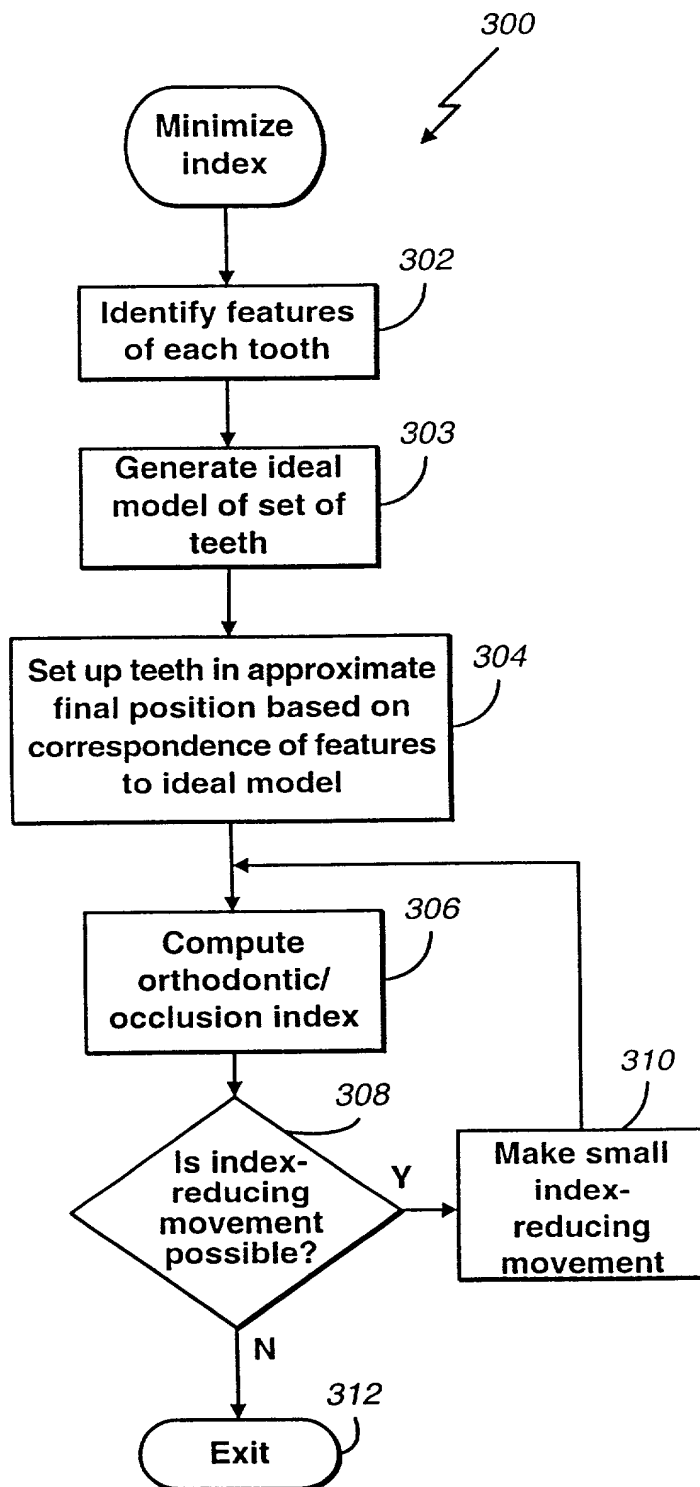 300
Minimize
index
302
Identify features
of each tooth
303
Generate ideal
model of set of
teeth
304
Set up teeth in approximate
final position based on
correspondence of features
to ideal model
306
Compute
orthodontic/
occlusion index
308
Is index-
reducing
movement
possible?
Y
310
Make small
index-
reducing
movement
N
312
Exit